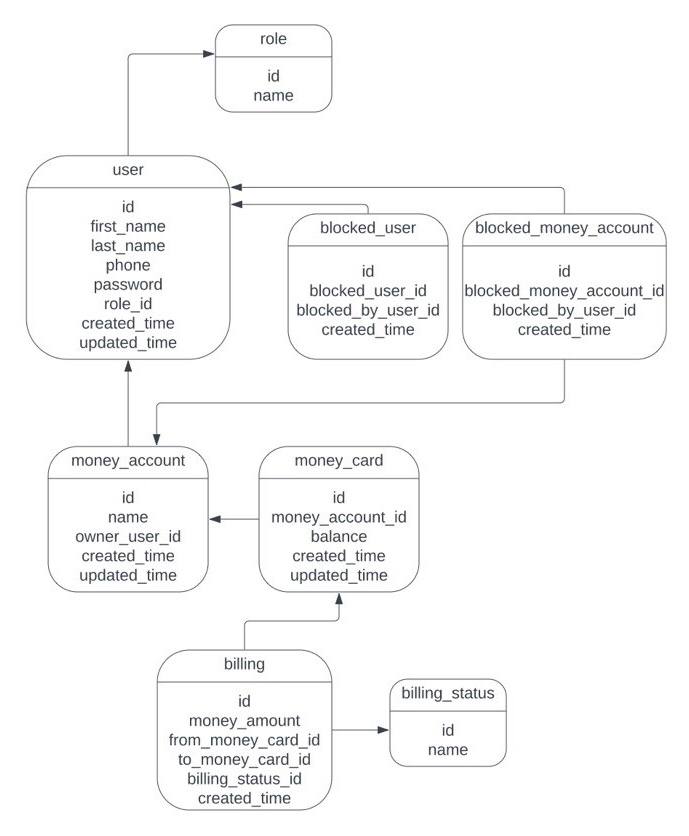 role
id
name
user
id
first_name
last_name
phone
password
role_id
created_time
updated_time
blocked_user
id
blocked_user_id
blocked_by_user_id
created_time
blocked_money_account
id
blocked_money_account_id
blocked_by_user_id
created_time
money_account
id
name
owner_user_id
created_time
updated_time
money_card
id
money_account_id
balance
created_time
updated_time
billing
id
money_amount
from_money_card_id
to_money_card_id
billing_status_id
created_time
billing_status
id
name